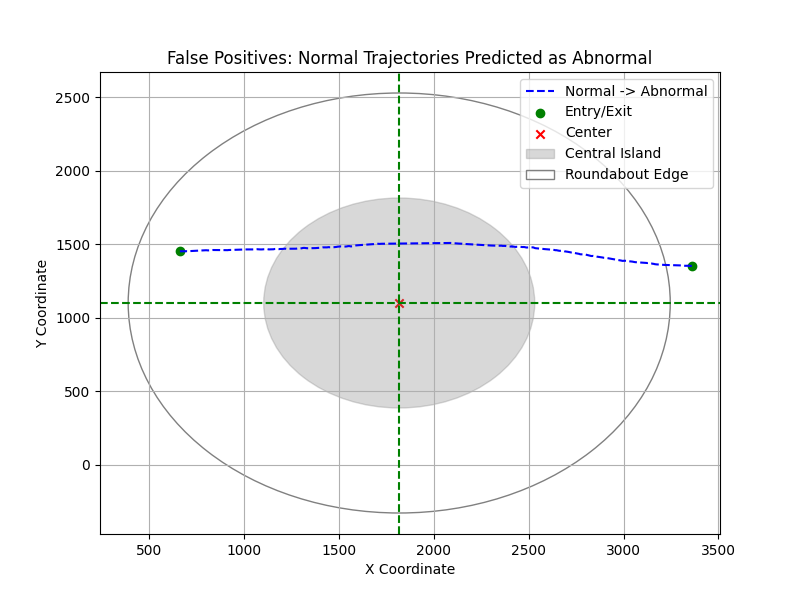 False Positives: Normal Trajectories Predicted as Abnormal
Normal -> Abnormal
Entry/Exit
Center
Central Island
Roundabout Edge
2500
2000
1500
1000
500
0
Y Coordinate
500 1000 1500 2000 2500 3000 3500
X Coordinate